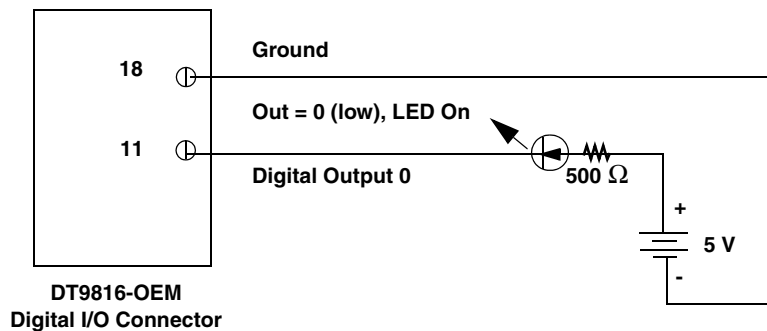 Ground
18
Out = 0 (low), LED On
11
Digital Output 0
500 Ω
+
5 V
-
DT9816-OEM
Digital I/O Connector